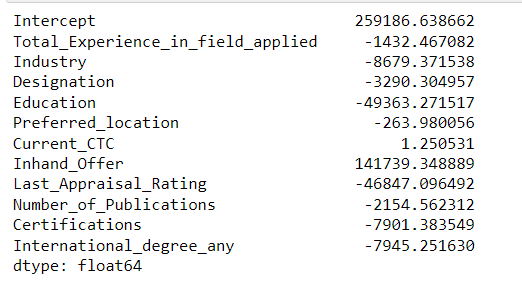 Intercept 259186.638662
Total_Experience_in_field_applied -1432.467082
Industry -8679.371538
Designation -3290.304957
Education -49363.271517
Preferred_location -263.980056
Current_CTC 1.250531
Inhand_Offer 141739.348889
Last_Appraisal_Rating -46847.096492
Number_of_Publications -2154.562312
Certifications -7901.383549
International_degree_any -7945.251630
dtype: float64